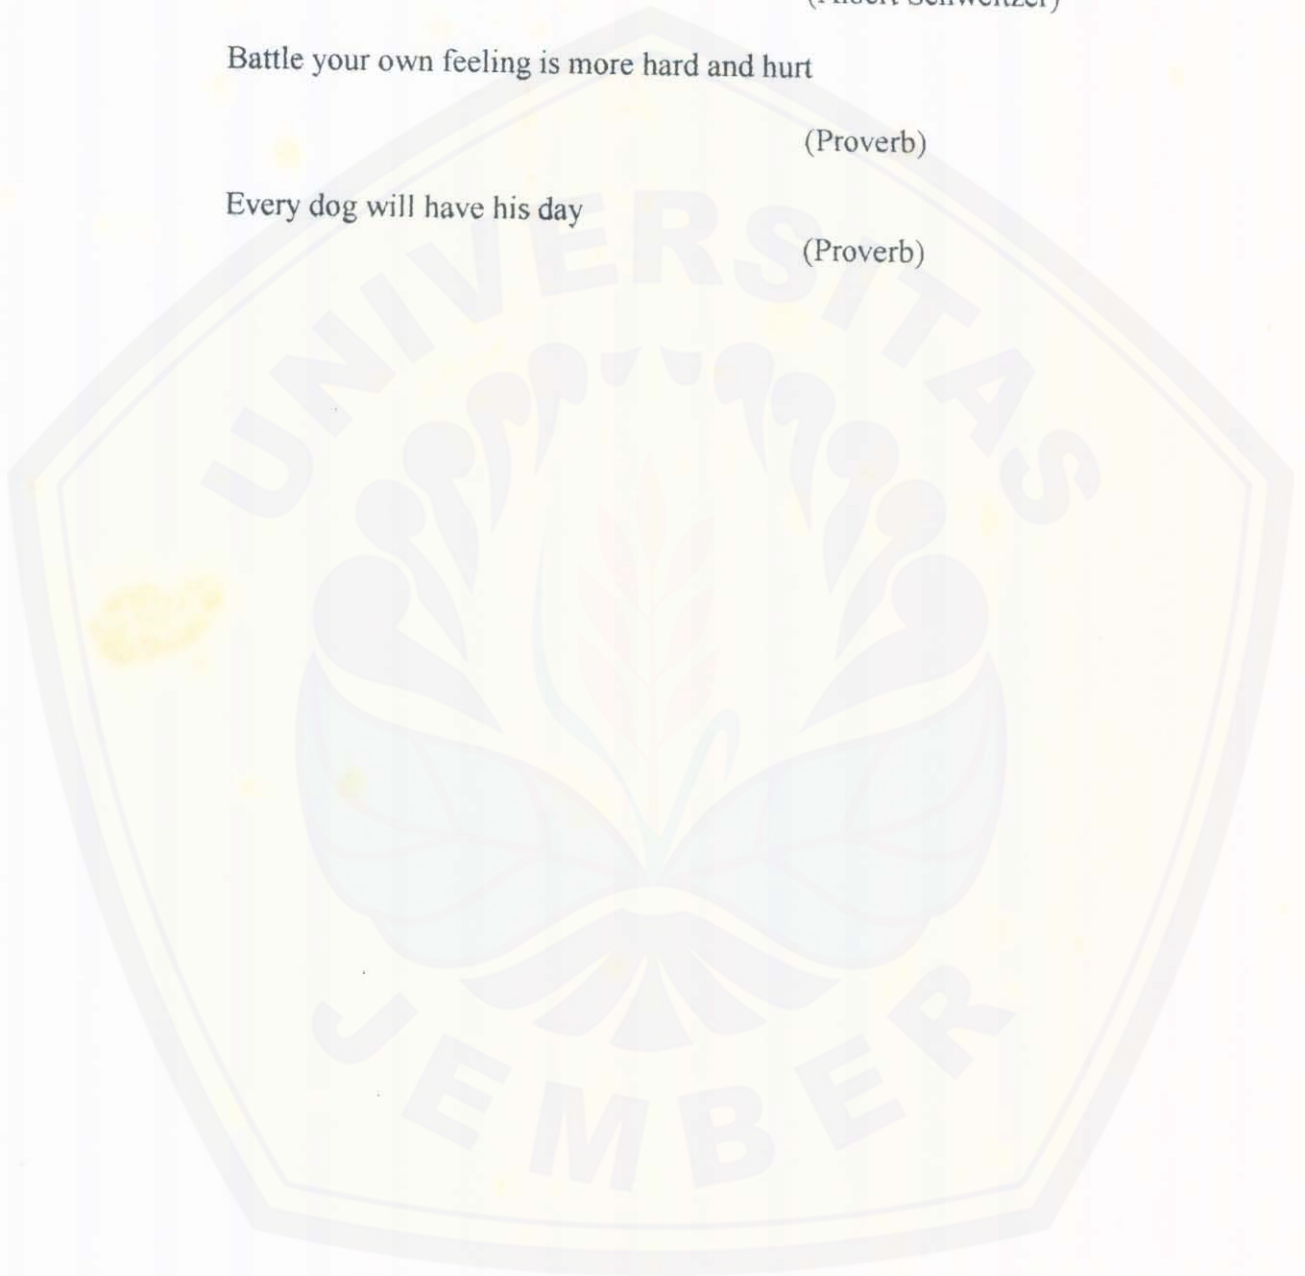 Battle your own feeling is more hard and hurt
(Proverb)
Every dog will have his day
(Proverb)
UNIVERSITAS
JEMBER